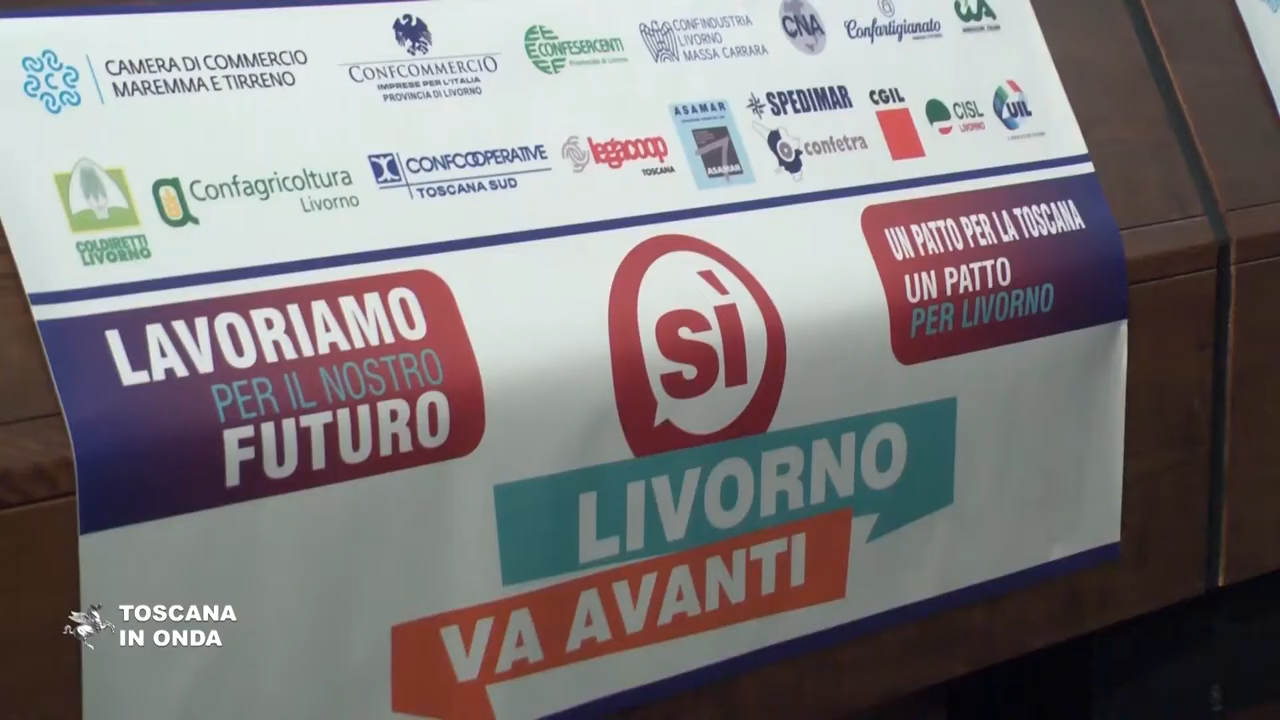 CAMERA DI COMMERCIO
MAREMMA E TIRRENO
CONFCOMMERCIO
IMPRESE PER L'ITALIA
PROVINCIA DI LIVORNO
CONFESERCENTI
Provinciale di Livorno
CONFINDUSTRIA
LIVORNO
MASSA CARRARA
CNA
Confartigianato
COLDIRETTI
LIVORNO
Confagricoltura
Livorno
CONFCOOPERATIVE
TOSCANA SUD
legacoop
TOSCANA
ASAMAR
ASAMAR
SPEDIMAR
confetra
CGIL
CISL
LIVORNO
UIL
LAVORIAMO
PER IL NOSTRO
FUTURO
SÌ
LIVORNO
VA AVANTI
UN PATTO PER LA TOSCANA
UN PATTO
PER LIVORNO
TOSCANA
IN ONDA